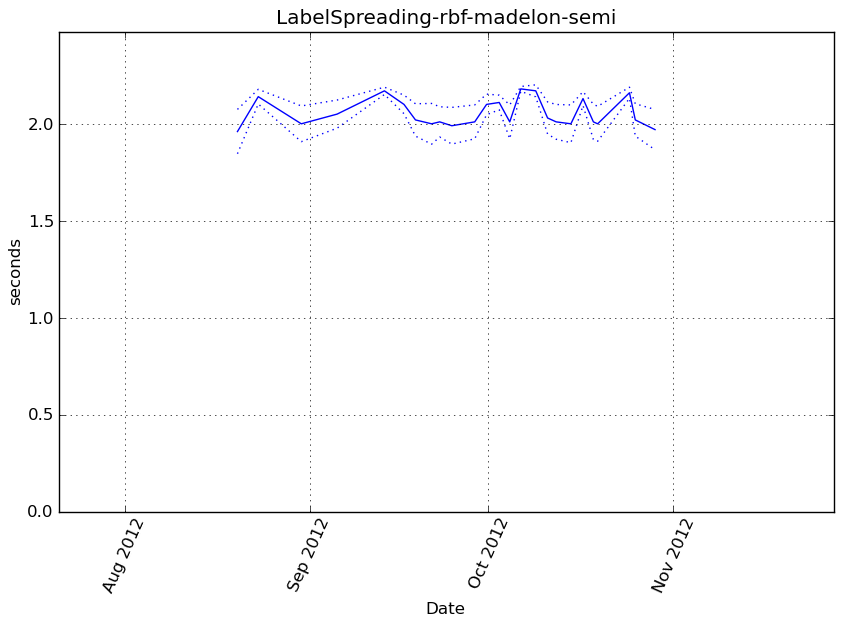 LabelSpreading-rbf-madelon-semi
2.0
1.5
1.0
0.5
0.0
seconds
Aug 2012
Sep 2012
Oct 2012
Nov 2012
Date